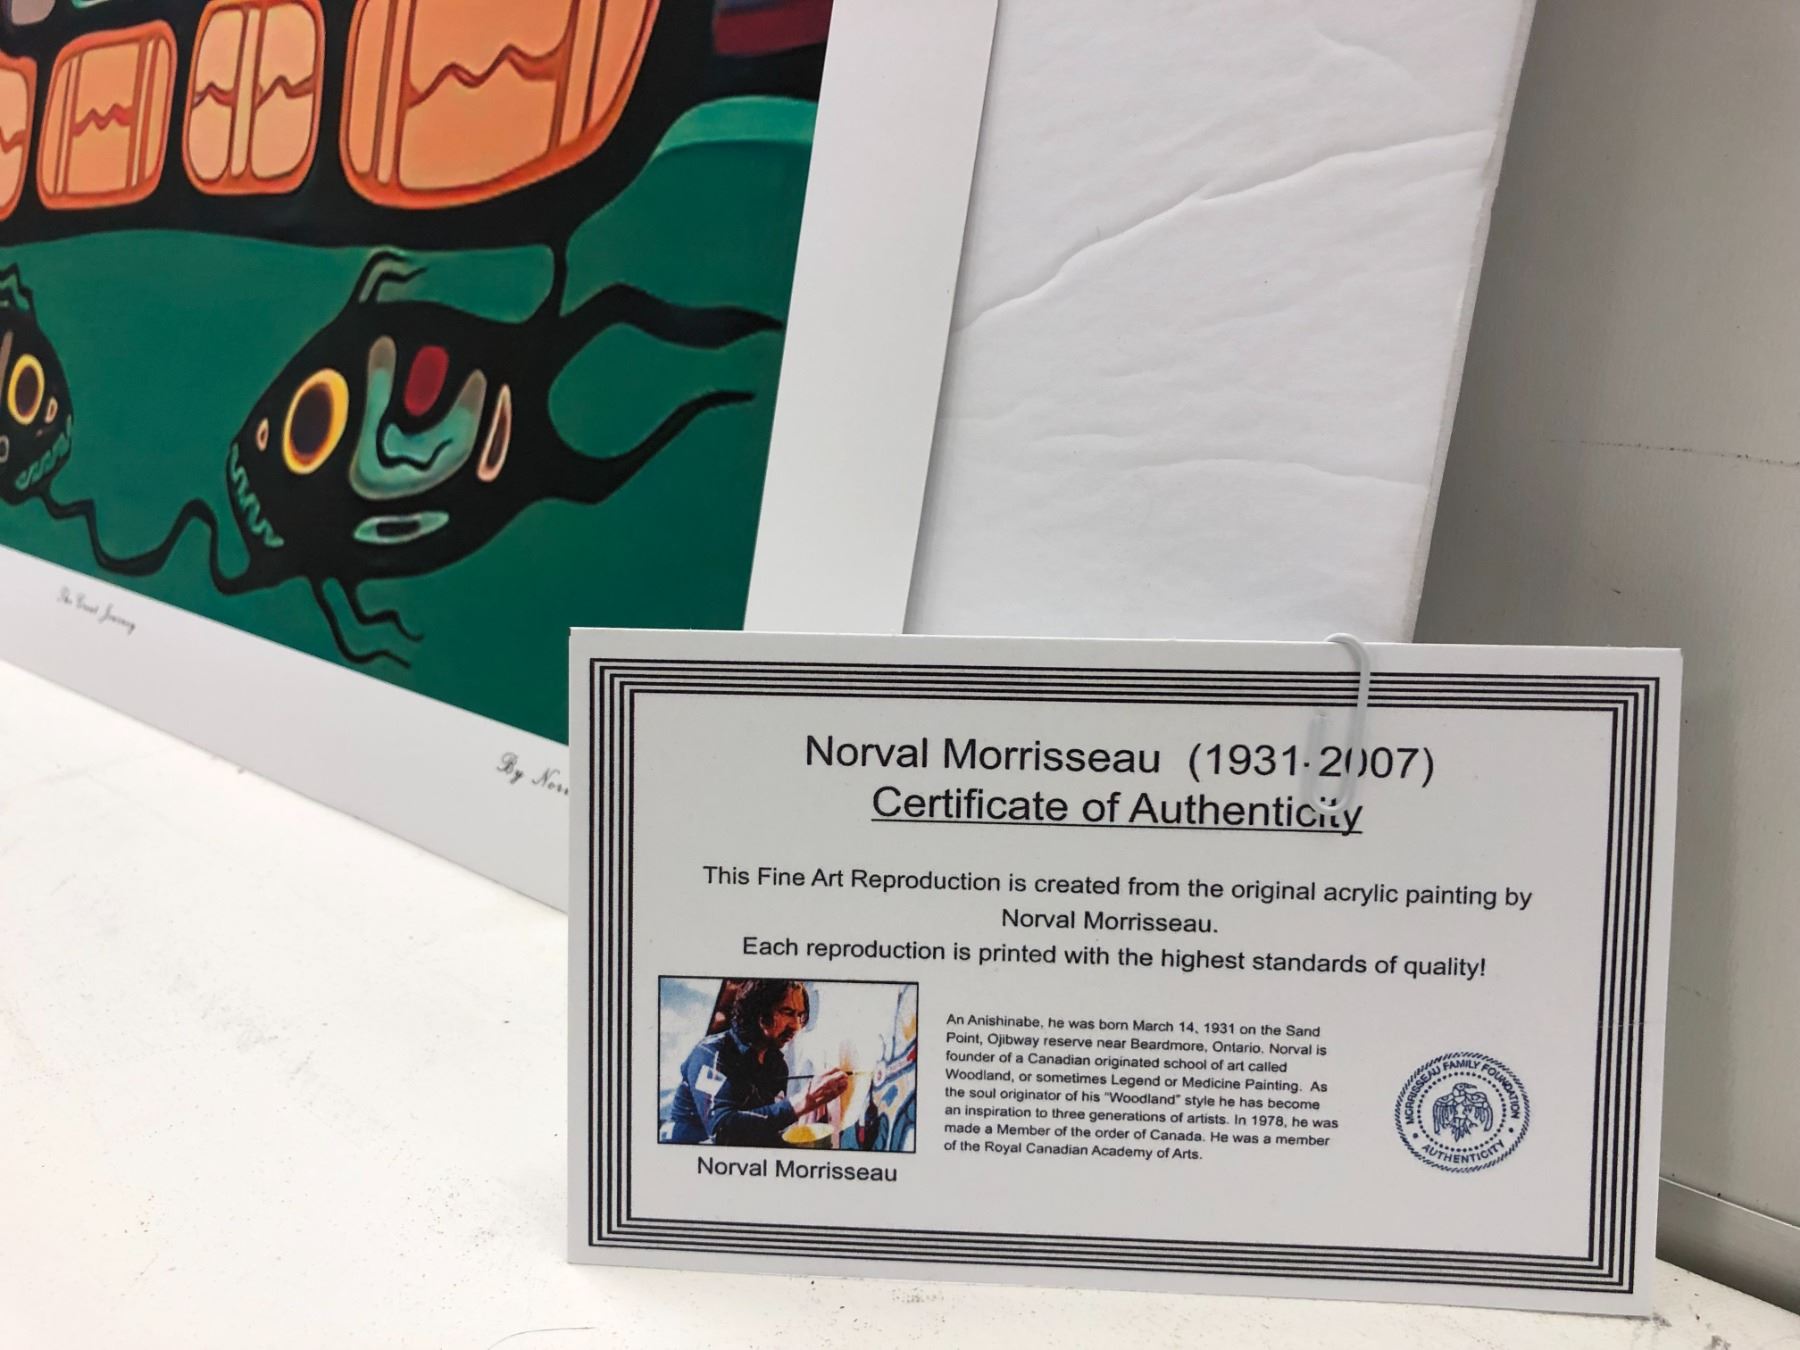 The Great Journey
By Norv
Norval Morrisseau (1931-2007)
Certificate of Authenticity
This Fine Art Reproduction is created from the original acrylic painting by
Norval Morrisseau.
Each reproduction is printed with the highest standards of quality!
An Anishinabe, he was born March 14, 1931 on the Sand
Point, Ojibway reserve near Beardmore, Ontario. Norval is
founder of a Canadian originated school of art called
Woodland, or sometimes Legend or Medicine Painting. As
the soul originator of his "Woodland" style he has become
an inspiration to three generations of artists. In 1978, he was
made a Member of the order of Canada. He was a member
of the Royal Canadian Academy of Arts.
Norval Morrisseau
MORRISSEAU FAMILY FOUNDATION
• AUTHENTICITY •